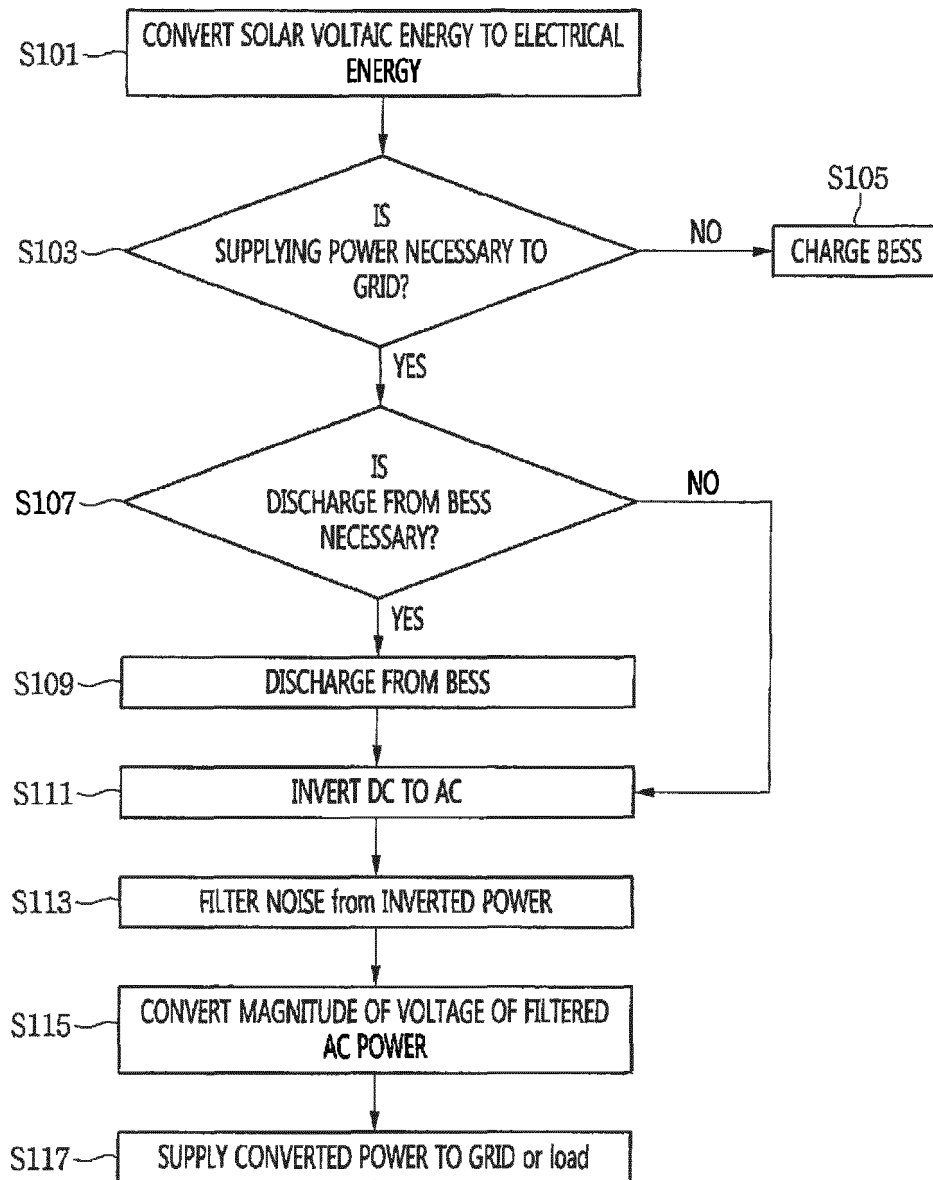 S101
CONVERT SOLAR VOLTAIC ENERGY TO ELECTRICAL
ENERGY
S103
IS
SUPPLYING POWER NECESSARY TO
GRID?
NO
S105
CHARGE BESS
YES
S107
IS
DISCHARGE FROM BESS
NECESSARY?
NO
YES
S109
DISCHARGE FROM BESS
S111
INVERT DC TO AC
S113
FILTER NOISE from INVERTED POWER
S115
CONVERT MAGNITUDE OF VOLTAGE OF FILTERED
AC POWER
S117
SUPPLY CONVERTED POWER TO GRID or load